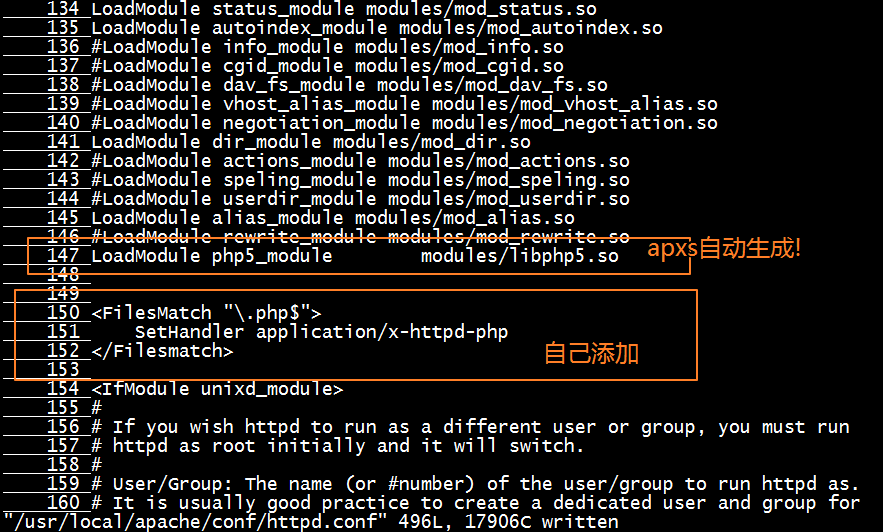 134 LoadModule status_module modules/mod_status.so
135 LoadModule autoindex_module modules/mod_autoindex.so
136 #LoadModule info_module modules/mod_info.so
137 #LoadModule cgid_module modules/mod_cgid.so
138 #LoadModule dav_fs_module modules/mod_dav_fs.so
139 #LoadModule vhost_alias_module modules/mod_vhost_alias.so
140 #LoadModule negotiation_module modules/mod_negotiation.so
141 LoadModule dir_module modules/mod_dir.so
142 #LoadModule actions_module modules/mod_actions.so
143 #LoadModule speling_module modules/mod_speling.so
144 #LoadModule userdir_module modules/mod_userdir.so
145 LoadModule alias_module modules/mod_alias.so
146 #LoadModule rewrite_module modules/mod_rewrite.so
147 LoadModule php5_module        modules/libphp5.so
apxs自动生成!
148
149
150 <FilesMatch "\.php$">
151     SetHandler application/x-httpd-php
152 </Filesmatch>
自己添加
153
154 <IfModule unixd_module>
155 #
156 # If you wish httpd to run as a different user or group, you must run
157 # httpd as root initially and it will switch.
158 #
159 # User/Group: The name (or #number) of the user/group to run httpd as.
160 # It is usually good practice to create a dedicated user and group for
"/usr/local/apache/conf/httpd.conf" 496L, 17906C written